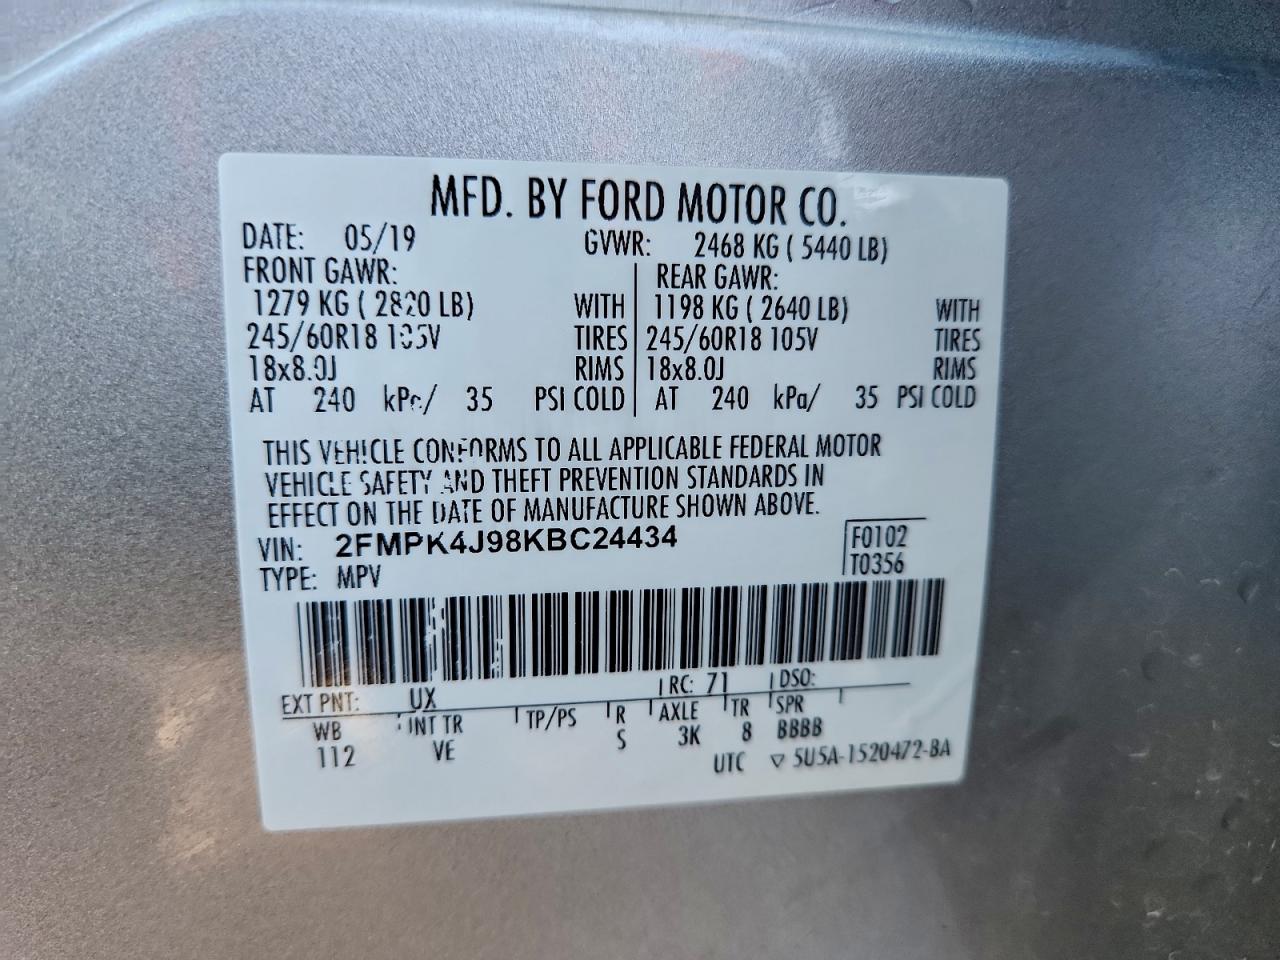 MFD. BY FORD MOTOR CO.
DATE: 05/19 GVWR: 2468 KG ( 5440 LB)
FRONT GAWR: REAR GAWR:
1279 KG ( 2820 LB) WITH 1198 KG ( 2640 LB) WITH
245/60R18 105V TIRES 245/60R18 105V TIRES
18x8.0J RIMS 18x8.0J RIMS
AT 240 kPa/ 35 PSI COLD AT 240 kPa/ 35 PSI COLD
THIS VEHICLE CONFORMS TO ALL APPLICABLE FEDERAL MOTOR
VEHICLE SAFETY AND THEFT PREVENTION STANDARDS IN
EFFECT ON THE DATE OF MANUFACTURE SHOWN ABOVE.
VIN: 2FMPK4J98KBC24434 F0102
TYPE: MPV T0356
EXT PNT: UX RC: 71 DSO:
WB INT TR TP/PS R AXLE TR SPR
112 VE S 3K 8 BBBB
UTC ▽ 5U5A-1520472-BA